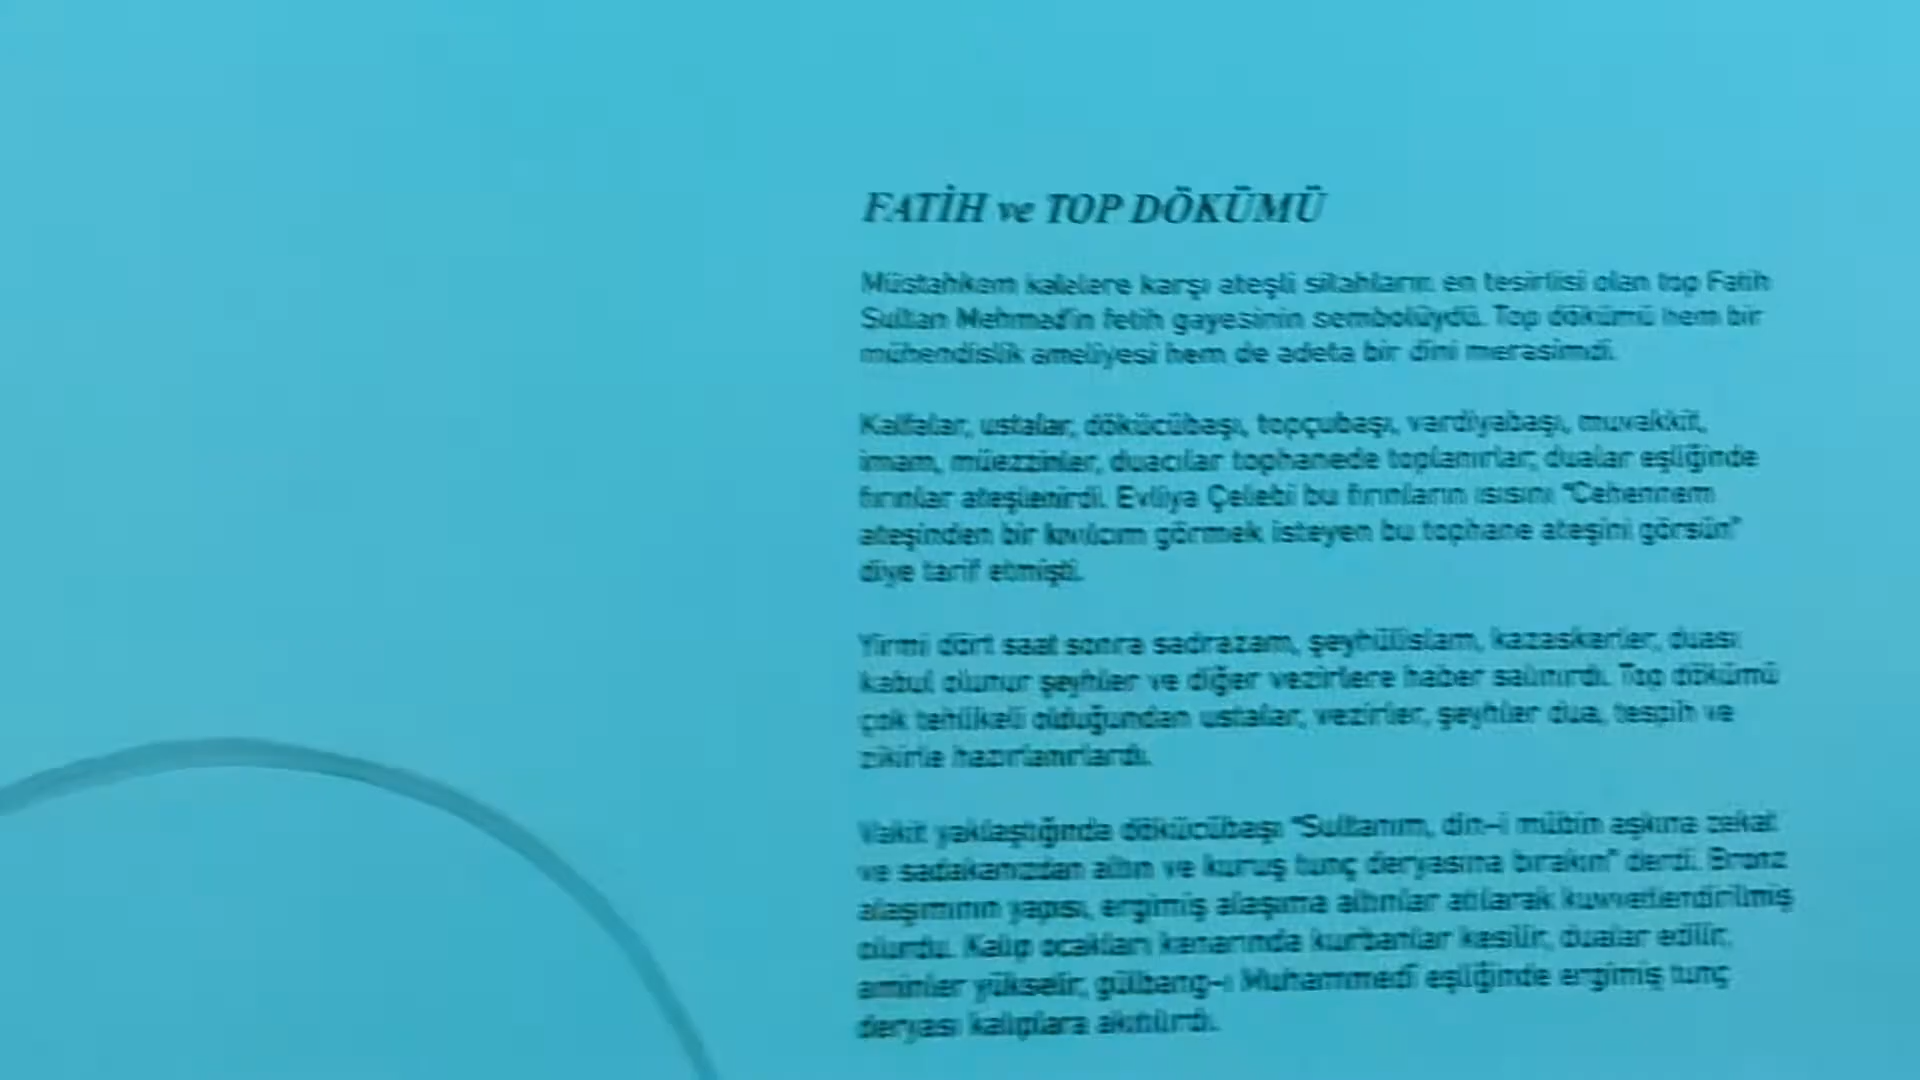 FATİH ve TOP DÖKÜMÜ
Müstahkem kalelere karşı ateşli silahların en tesirlisi olan top Fatih
Sultan Mehmed'in fetih gayesinin sembolüydü. Top dökümü hem bir
mühendislik ameliyesi hem de adeta bir dini merasimdi.
Kalfalar, ustalar, dökücübaşı, topçubaşı, vardiyabaşı, muvakkit,
imam, müezzinler, duacılar tophanede toplanırlar, dualar eşliğinde
fırınlar ateşlenirdi. Evliya Çelebi bu fırınların ısısını "Cehennem
ateşinden bir kıvılcım görmek isteyen bu tophane ateşini görsün"
diye tarif etmişti.
Yirmi dört saat sonra sadrazam, şeyhülislam, kazaskerler, duası
kabul olunur şeyhler ve diğer vezirlere haber salınırdı. Top dökümü
çok tehlikeli olduğundan ustalar, vezirler, şeyhler dua, tespih ve
zikirle hazırlanırlardı.
Vakit yaklaştığında dökücübaşı "Sultanım, din-i mübin aşkına zekat
ve sadakanızdan altın ve kuruş tunç deryasına bırakın" derdi. Bronz
alaşımının yapısı, ergimiş alaşıma altınlar atılarak kuvvetlendirilmiş
olurdu. Kalıp ocakları kenarında kurbanlar kesilir, dualar edilir,
aminler yükselir, gülbang-ı Muhammedî eşliğinde ergimiş tunç
deryası kalıplara akıtılırdı.